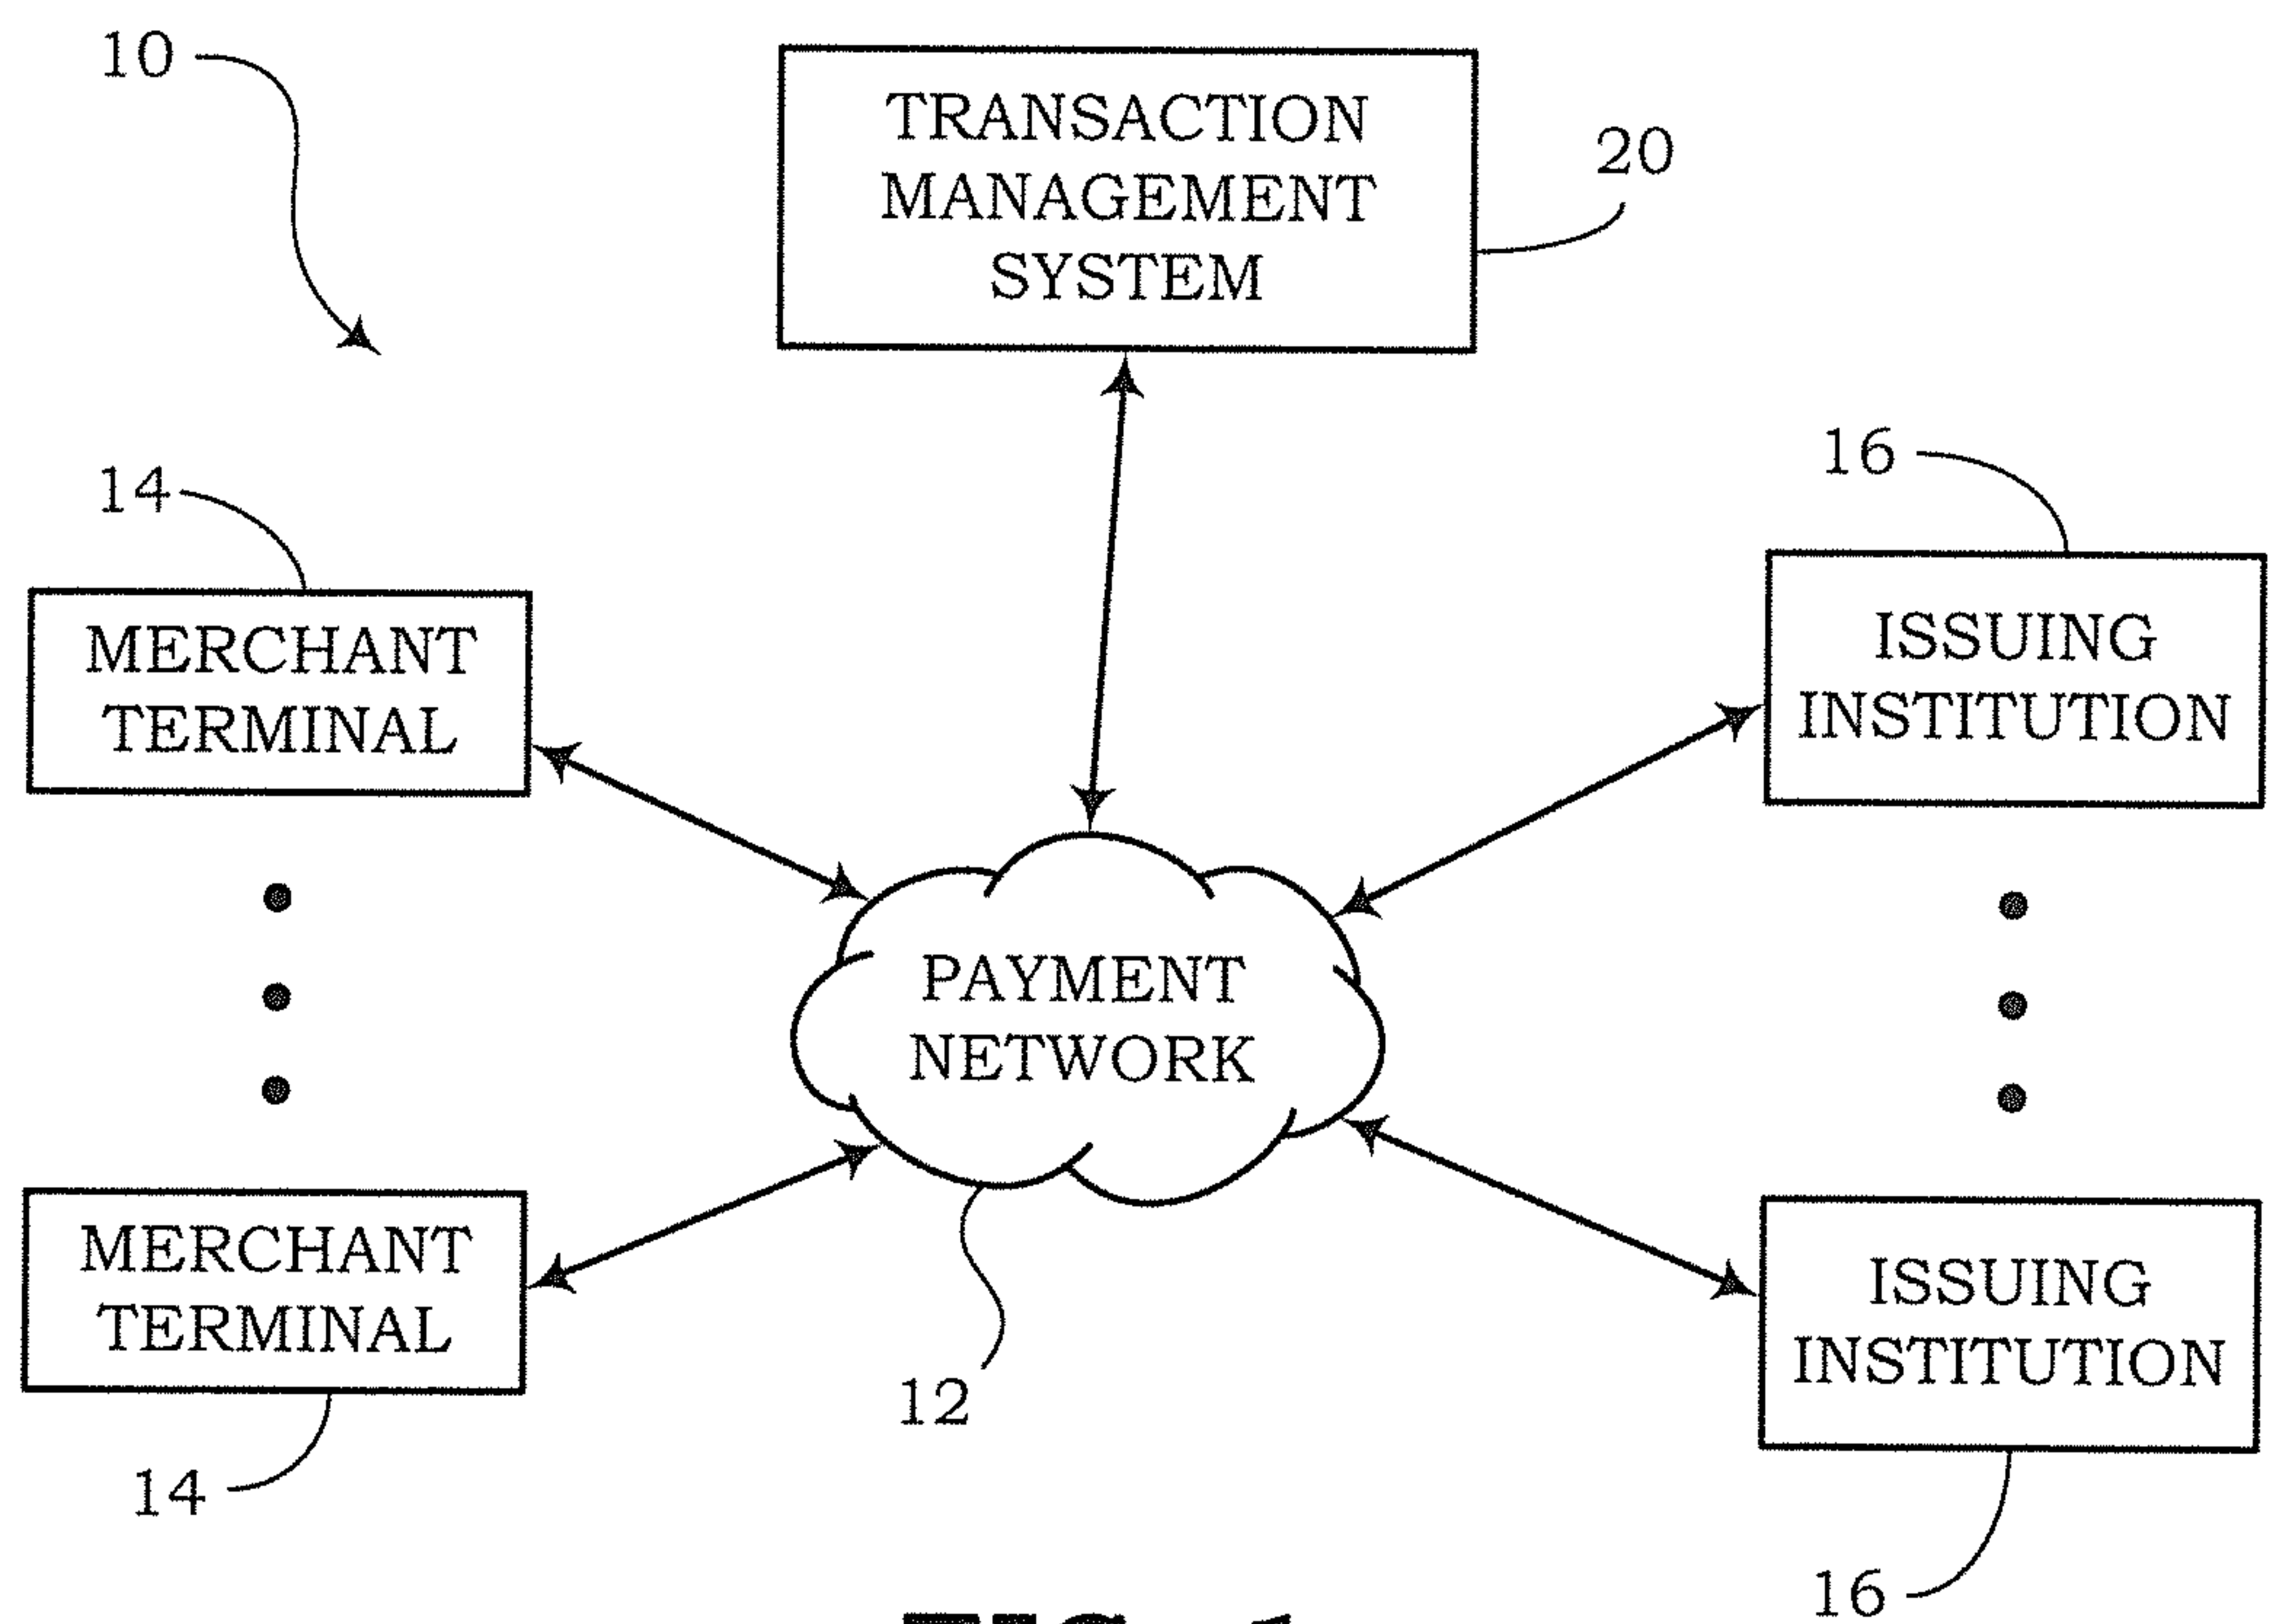 10
TRANSACTION
MANAGEMENT
SYSTEM
20
14
16
MERCHANT
TERMINAL
ISSUING
INSTITUTION
PAYMENT
NETWORK
MERCHANT
TERMINAL
ISSUING
INSTITUTION
12
14
16